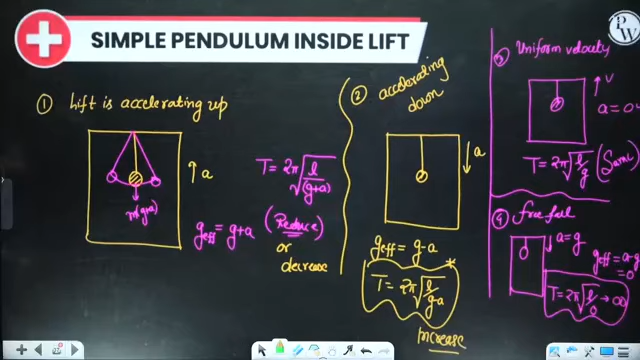 SIMPLE PENDULUM INSIDE LIFT
PW
① Lift is accelerating up
↑ a
m(g+a)
T = 2π√(l/(g+a))
geff = g+a (Reduce)
or
decrease
② accelerating
down
↓ a
geff = g-a
T = 2π√(l/(g-a)) *
increase
③ Uniform velocity
↑ v
a = 0
T = 2π√(l/g) (Same)
④ free fall
↓ a = g
geff = g-g
= 0
T = 2π√(l/0) → ∞